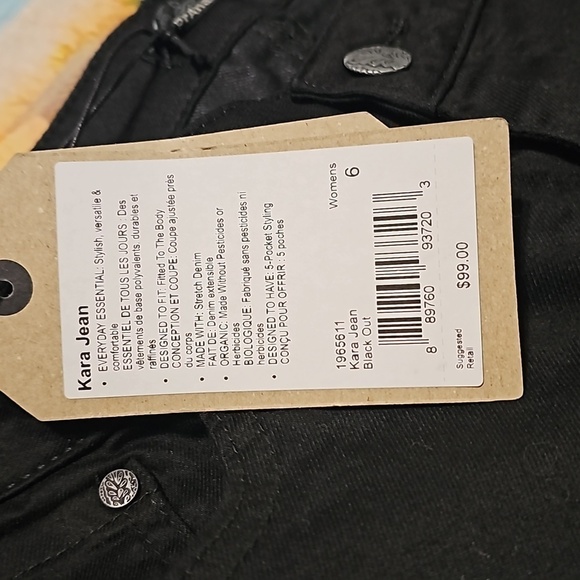 Kara Jean
• EVERYDAY ESSENTIAL: Stylish, versatile &
comfortable
ESSENTIEL DE TOUS LES JOURS : Des
vêtements de base polyvalents, durables et
raffinés
• DESIGNED TO FIT: Fitted To The Body
CONCEPTION ET COUPE: Coupe ajustée près
du corps
• MADE WITH: Stretch Denim
FAIT DE: Denim extensible
• ORGANIC: Made Without Pesticides or
Herbicides
BIOLOGIQUE: Fabriqué sans pesticides ni
herbicides
• DESIGNED TO HAVE: 5-Pocket Styling
CONÇU POUR OFFRIR : 5 poches
1965611
Kara Jean
Black Out
Womens
6
8 89760 93720 3
Suggested
Retail
$99.00